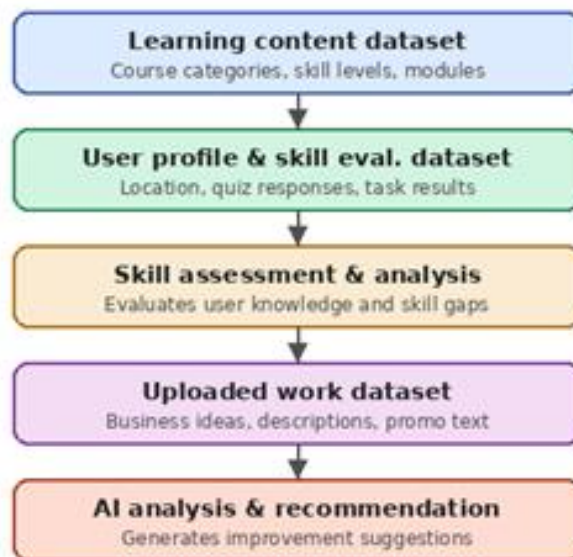 Learning content dataset
Course categories, skill levels, modules
User profile & skill eval. dataset
Location, quiz responses, task results
Skill assessment & analysis
Evaluates user knowledge and skill gaps
Uploaded work dataset
Business ideas, descriptions, promo text
AI analysis & recommendation
Generates improvement suggestions